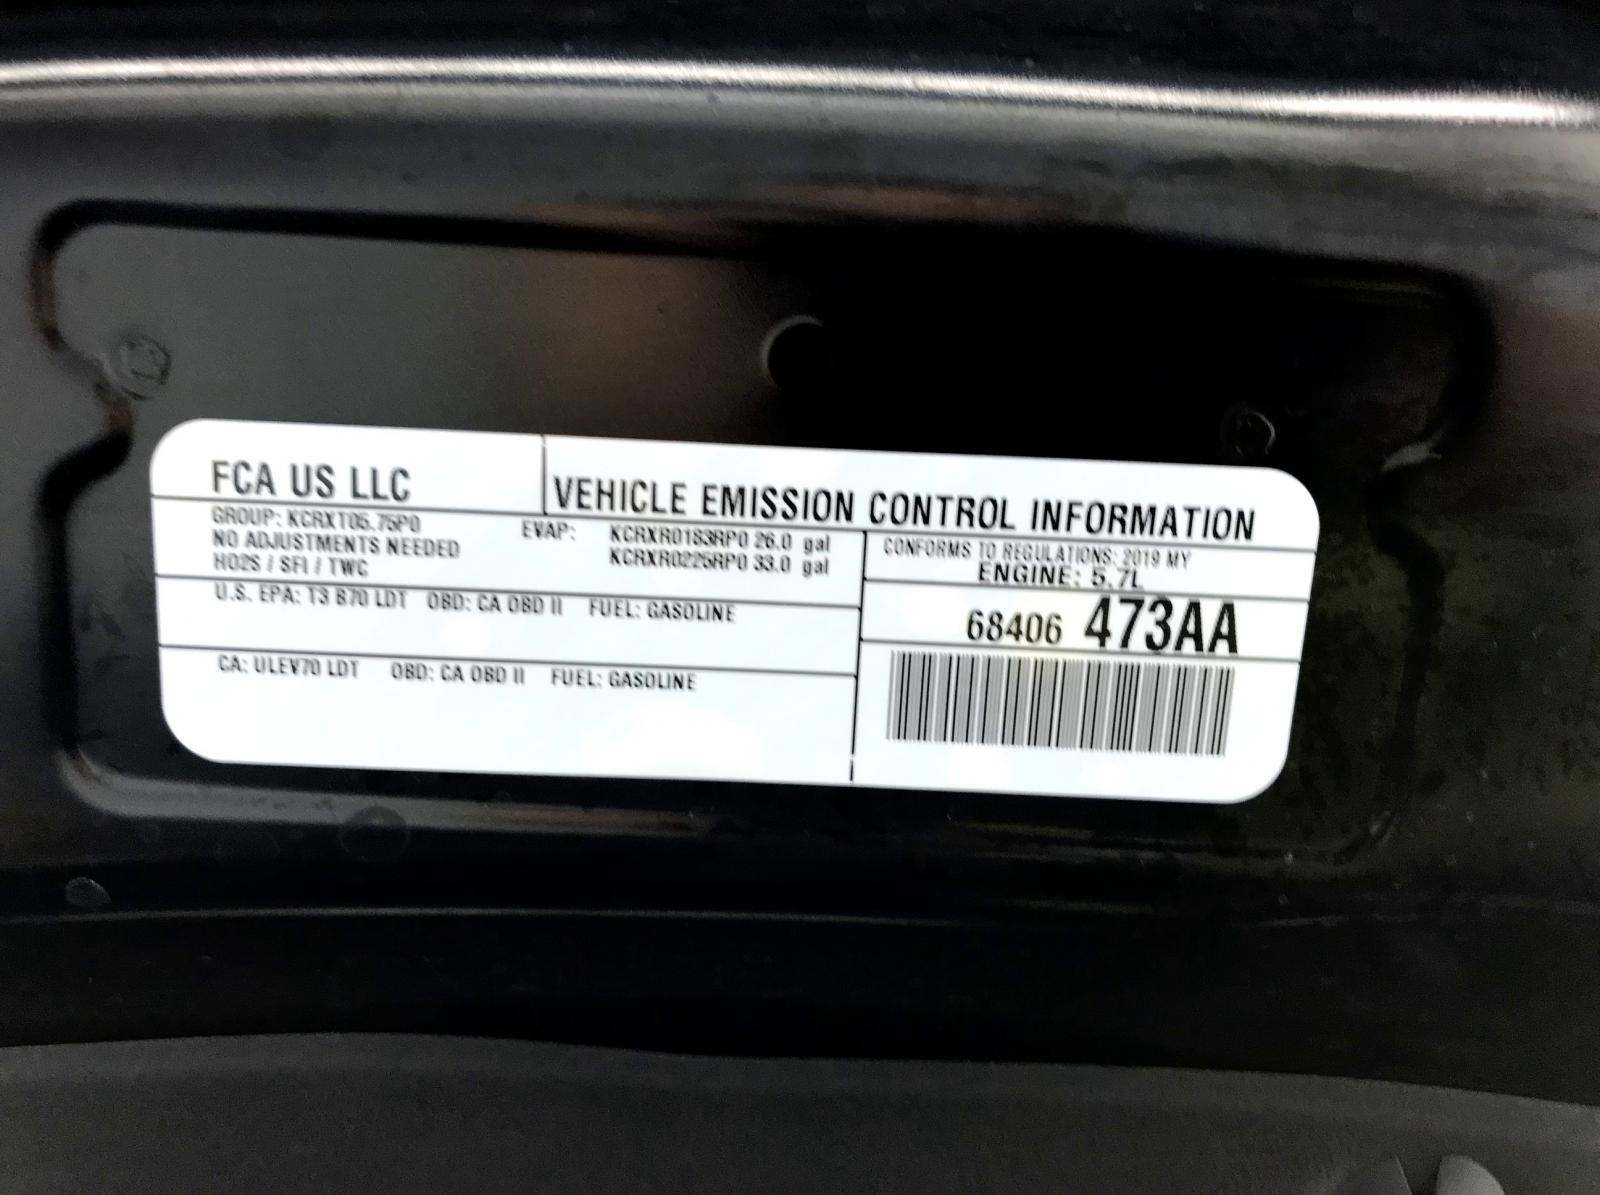 FCA US LLC
VEHICLE EMISSION CONTROL INFORMATION
GROUP: KCRXT05.75P0
NO ADJUSTMENTS NEEDED
HO2S / SFI / TWC
EVAP: KCRXR0183RP0 26.0 gal
KCRXR0225RP0 33.0 gal
CONFORMS TO REGULATIONS: 2019 MY
ENGINE: 5.7L
U.S. EPA: T3 B70 LDT OBD: CA OBD II FUEL: GASOLINE
68406 473AA
CA: ULEV70 LDT OBD: CA OBD II FUEL: GASOLINE